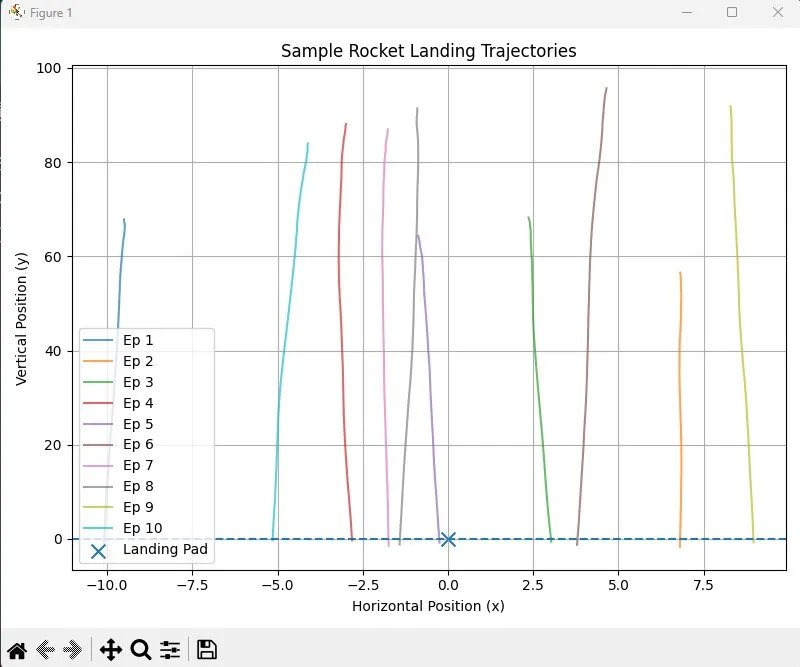 Figure 1
Sample Rocket Landing Trajectories
Vertical Position (y)
100
80
60
40
20
0
Ep 1
Ep 2
Ep 3
Ep 4
Ep 5
Ep 6
Ep 7
Ep 8
Ep 9
Ep 10
Landing Pad
−10.0 −7.5 −5.0 −2.5 0.0 2.5 5.0 7.5
Horizontal Position (x)